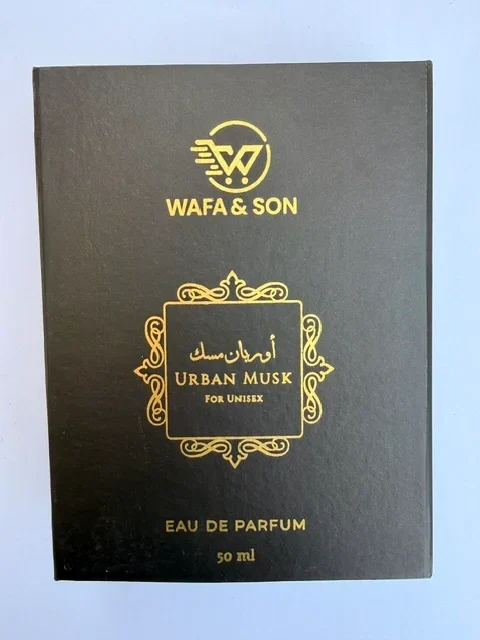 WAFA & SON
أوربان مسك
URBAN MUSK
FOR UNISEX
EAU DE PARFUM
50 ml